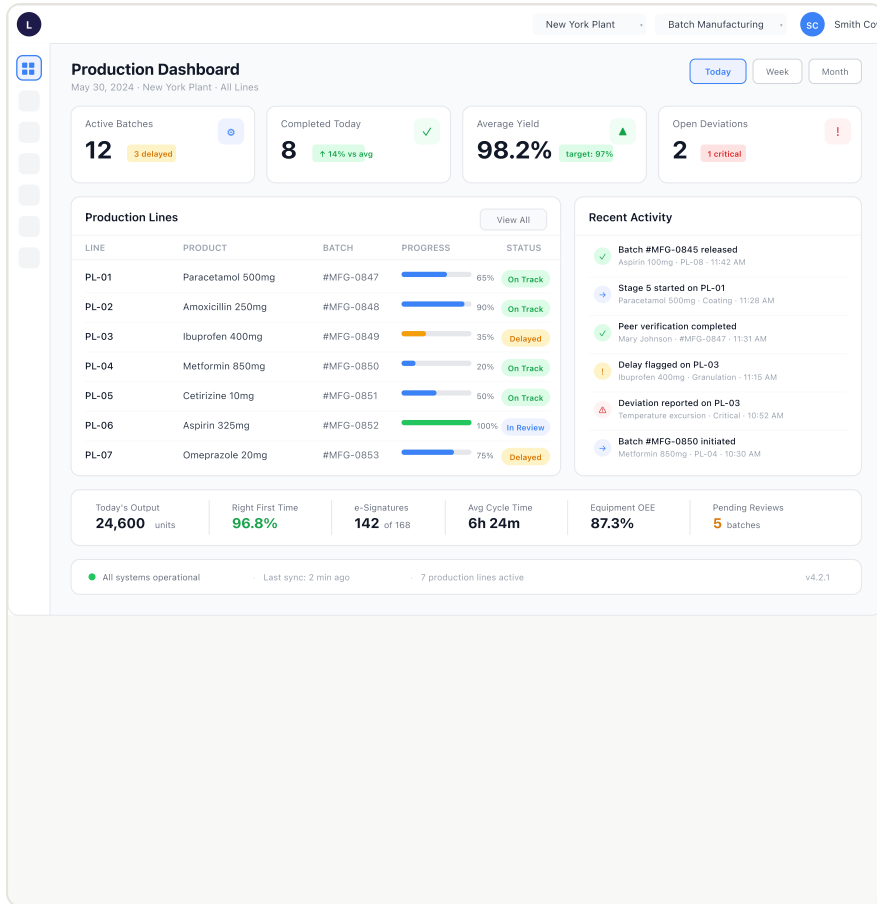 L
New York Plant
Batch Manufacturing
SC
Smith Co
Production Dashboard
May 30, 2024 · New York Plant · All Lines
Today
Week
Month
Active Batches
12
3 delayed
Completed Today
8
↑ 14% vs avg
Average Yield
98.2%
target: 97%
Open Deviations
2
1 critical
!
Production Lines
View All
LINE PRODUCT BATCH PROGRESS STATUS
PL-01 Paracetamol 500mg #MFG-0847 65% On Track
PL-02 Amoxicillin 250mg #MFG-0848 90% On Track
PL-03 Ibuprofen 400mg #MFG-0849 35% Delayed
PL-04 Metformin 850mg #MFG-0850 20% On Track
PL-05 Cetirizine 10mg #MFG-0851 50% On Track
PL-06 Aspirin 325mg #MFG-0852 100% In Review
PL-07 Omeprazole 20mg #MFG-0853 75% Delayed
Recent Activity
Batch #MFG-0845 released
Aspirin 100mg · PL-08 · 11:42 AM
Stage 5 started on PL-01
Paracetamol 500mg · Coating · 11:28 AM
Peer verification completed
Mary Johnson · #MFG-0847 · 11:31 AM
Delay flagged on PL-03
Ibuprofen 400mg · Granulation · 11:15 AM
Deviation reported on PL-03
Temperature excursion · Critical · 10:52 AM
Batch #MFG-0850 initiated
Metformin 850mg · PL-04 · 10:30 AM
Today's Output
24,600 units
Right First Time
96.8%
e-Signatures
142 of 168
Avg Cycle Time
6h 24m
Equipment OEE
87.3%
Pending Reviews
5 batches
All systems operational
Last sync: 2 min ago
7 production lines active
v4.2.1